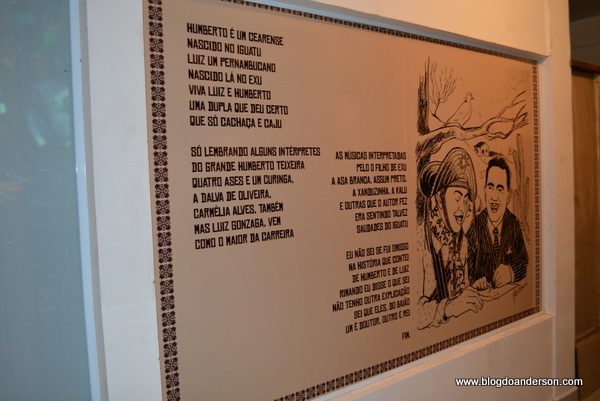 HUMBERTO É UM CEARENSE
NASCIDO NO IGUATU
LUIZ UM PERNAMBUCANO
NASCIDO LÁ NO EXU
VIVA LUIZ E HUMBERTO
UMA DUPLA QUE DEU CERTO
QUE SÓ CACHAÇA E CAJU
SÓ LEMBRANDO ALGUNS INTÉRPRETES
DO GRANDE HUMBERTO TEIXEIRA
QUATRO ASES E UM CURINGA,
A DALVA DE OLIVEIRA,
CARMÉLIA ALVES, TAMBÉM
MAS LUIZ GONZAGA, VEM
COMO O MAIOR DA CARREIRA
AS MÚSICAS INTERPRETADAS
PELO O FILHO DE EXU
A ASA BRANCA, ASSUM PRETO,
A XANDUZINHA, A KALU
E OUTRAS QUE O AUTOR FEZ
ERA SENTINDO TALVEZ
SAUDADES DO IGUATU
EU NÃO SEI SE FUI OMISSO
NA HISTÓRIA QUE CONTEI
DE HUMBERTO E DE LUIZ
RIMANDO EU DISSE O QUE SEI
NÃO TENHO OUTRA EXPLICAÇÃO
SEI QUE ELES, DO BAIÃO
UM É DOUTOR, OUTRO É REI
FIM.
www.blogdoanderson.com